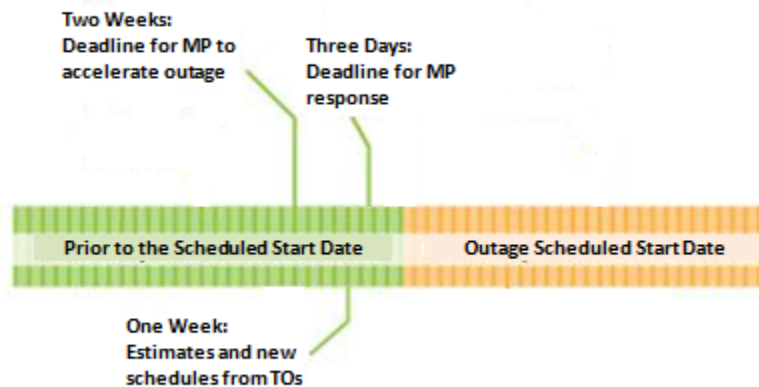 Two Weeks:
Deadline for MP to
accelerate outage
Three Days:
Deadline for MP
response
Prior to the Scheduled Start Date
Outage Scheduled Start Date
One Week:
Estimates and new
schedules from TOs